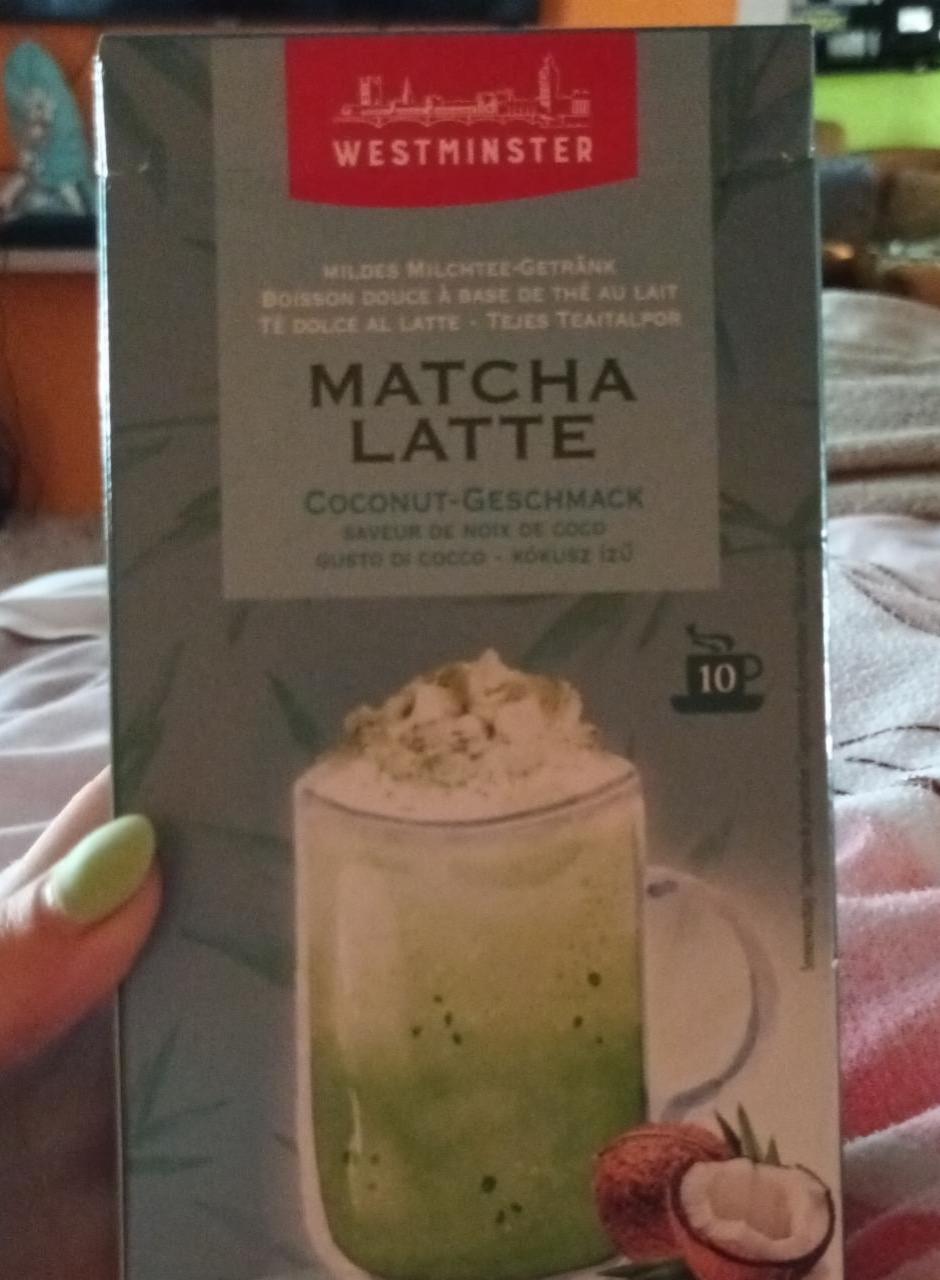 WESTMINSTER
MILDES MILCHTEE-GETRÄNK
BOISSON DOUCE À BASE DE THÉ AU LAIT
TÈ DOLCE AL LATTE - TEJES TEAITALPOR
MATCHA
LATTE
COCONUT-GESCHMACK
SAVEUR DE NOIX DE COCO
GUSTO DI COCCO - KÓKUSZ ÍZŰ
10